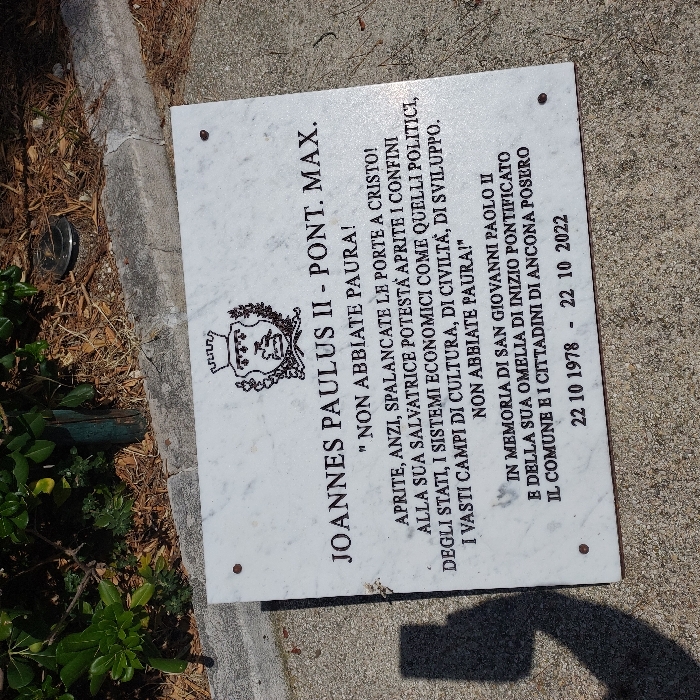 JOANNES PAULUS II - PONT. MAX.
" NON ABBIATE PAURA!
APRITE, ANZI, SPALANCATE LE PORTE A CRISTO!
ALLA SUA SALVATRICE POTESTÁ APRITE I CONFINI
DEGLI STATI, I SISTEMI ECONOMICI COME QUELLI POLITICI,
I VASTI CAMPI DI CULTURA, DI CIVILTÁ, DI SVILUPPO.
NON ABBIATE PAURA!"
IN MEMORIA DI SAN GIOVANNI PAOLO II
E DELLA SUA OMELIA DI INIZIO PONTIFICATO
IL COMUNE E I CITTADINI DI ANCONA POSERO
22 10 1978 - 22 10 2022